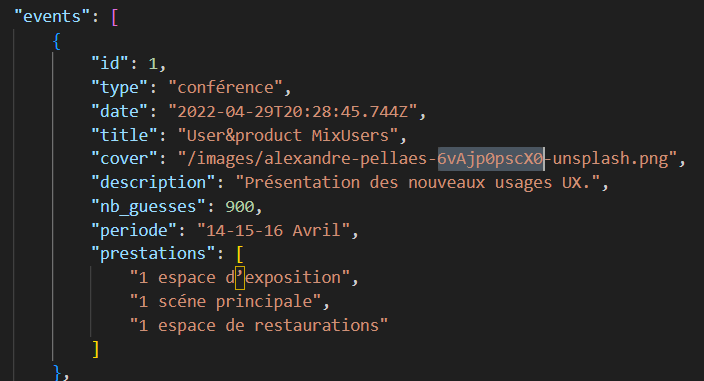 "events": [
{
"id": 1,
"type": "conférence",
"date": "2022-04-29T20:28:45.744Z",
"title": "User&product MixUsers",
"cover": "/images/alexandre-pellaes-6vAjp0pscX0-unsplash.png",
"description": "Présentation des nouveaux usages UX.",
"nb_guesses": 900,
"periode": "14-15-16 Avril",
"prestations": [
"1 espace d’exposition",
"1 scéne principale",
"1 espace de restaurations"
]
},